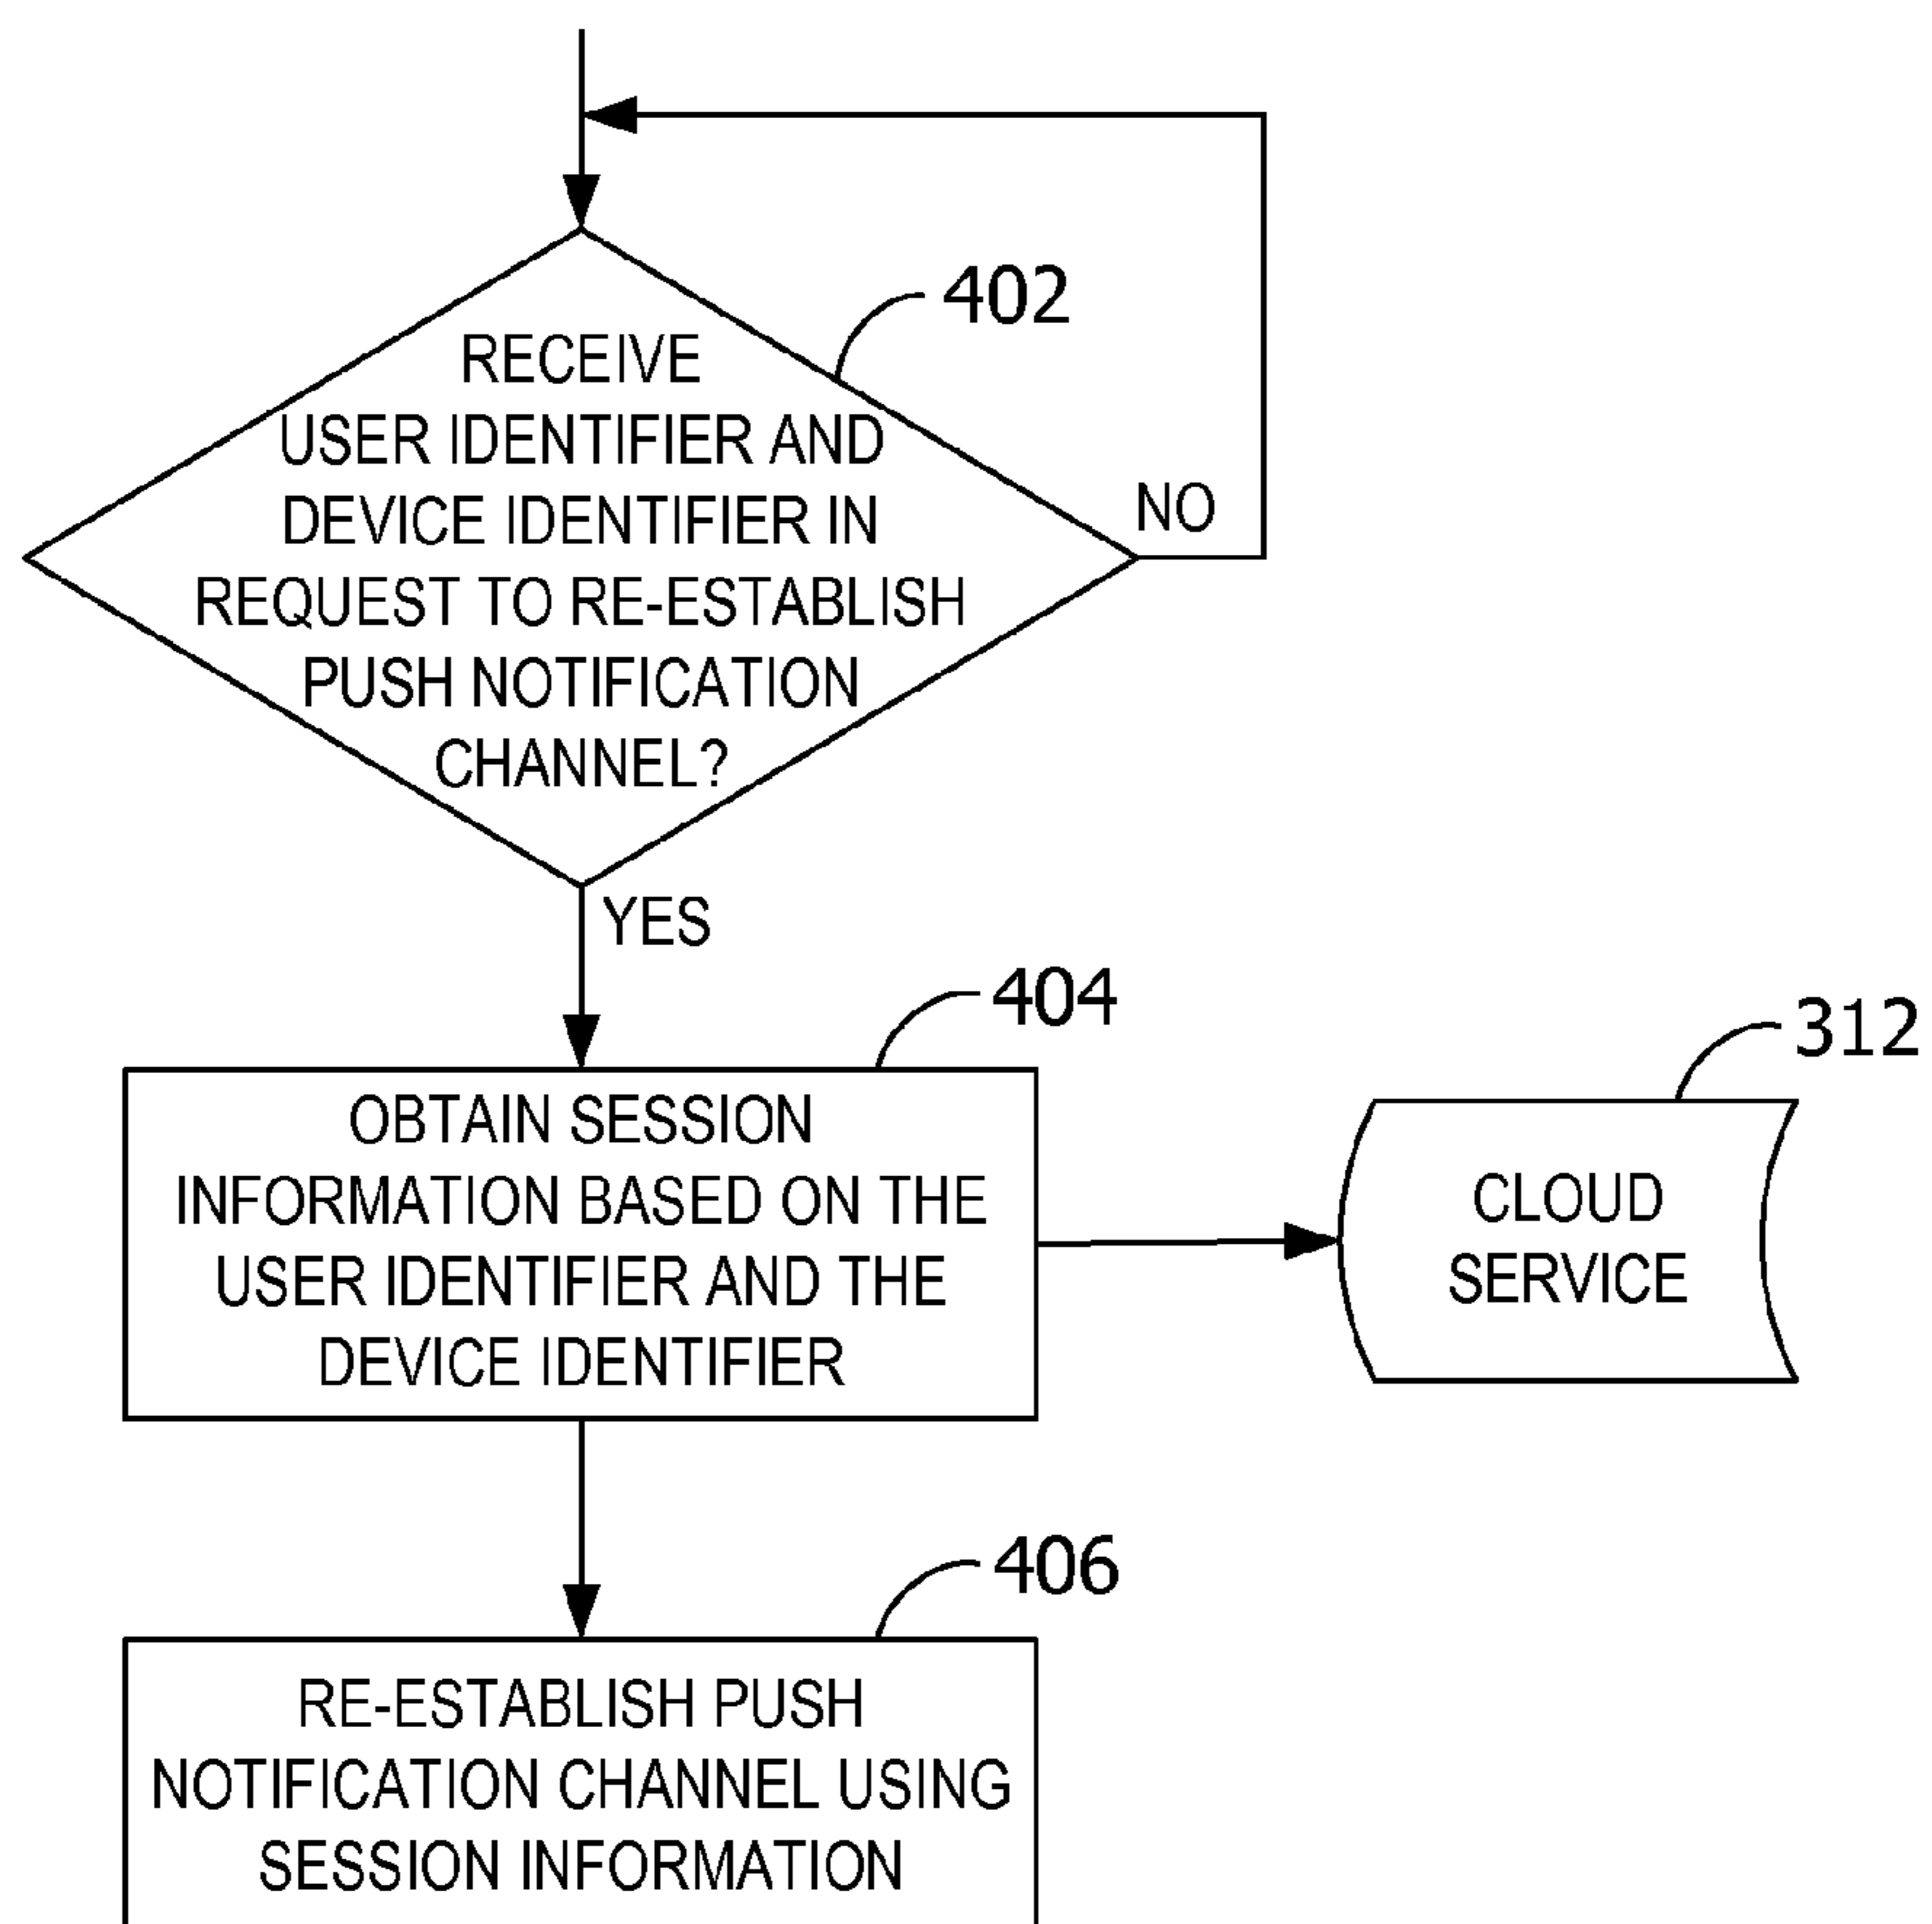 402
RECEIVE
USER IDENTIFIER AND
DEVICE IDENTIFIER IN
REQUEST TO RE-ESTABLISH
PUSH NOTIFICATION
CHANNEL?
NO
YES
404
OBTAIN SESSION
INFORMATION BASED ON THE
USER IDENTIFIER AND THE
DEVICE IDENTIFIER
312
CLOUD
SERVICE
406
RE-ESTABLISH PUSH
NOTIFICATION CHANNEL USING
SESSION INFORMATION